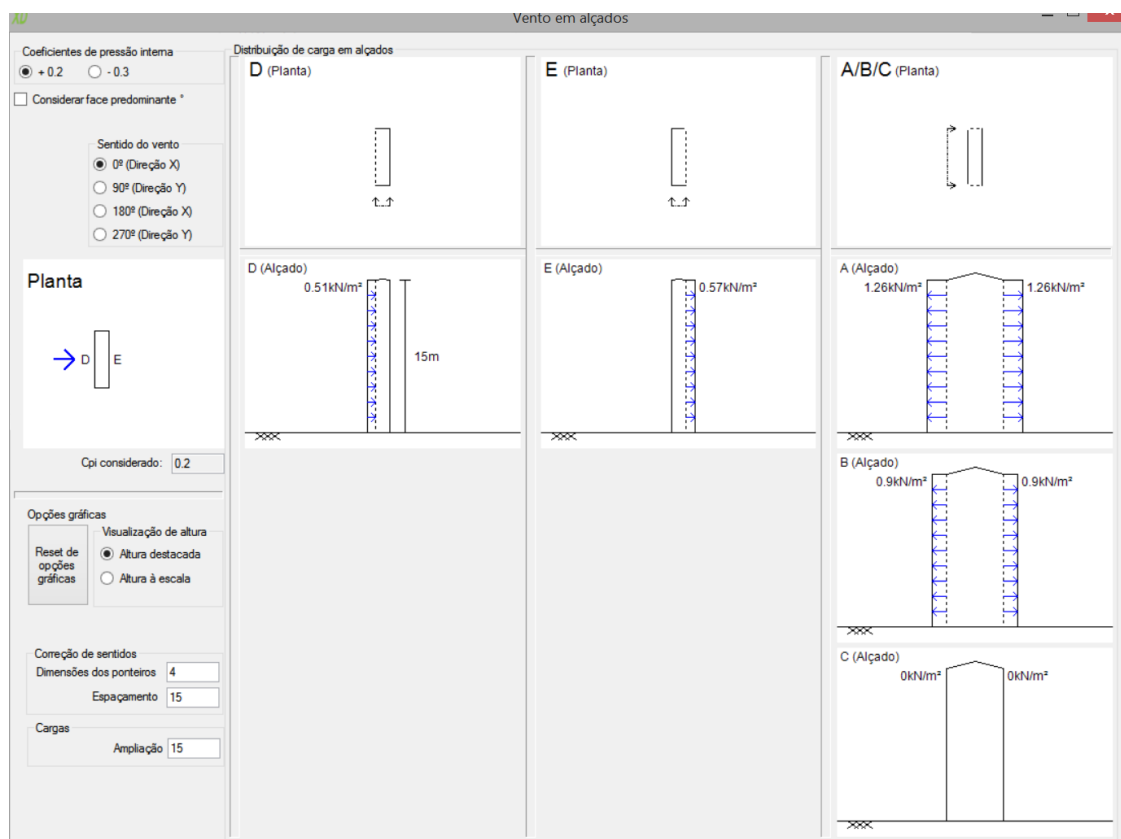 Vento em alçados
Coeficientes de pressão interna
+ 0.2
- 0.3
Considerar face predominante *
Sentido do vento
0º (Direção X)
90º (Direção Y)
180º (Direção X)
270º (Direção Y)
Planta
D
E
Cpi considerado: 0.2
Opções gráficas
Reset de
opções
gráficas
Visualização de altura
Altura destacada
Altura à escala
Correção de sentidos
Dimensões dos ponteiros 4
Espaçamento 15
Cargas
Ampliação 15
Distribuição de carga em alçados
D (Planta)
E (Planta)
A/B/C (Planta)
D (Alçado)
0.51kN/m²
15m
E (Alçado)
0.57kN/m²
A (Alçado)
1.26kN/m²
1.26kN/m²
B (Alçado)
0.9kN/m²
0.9kN/m²
C (Alçado)
0kN/m²
0kN/m²